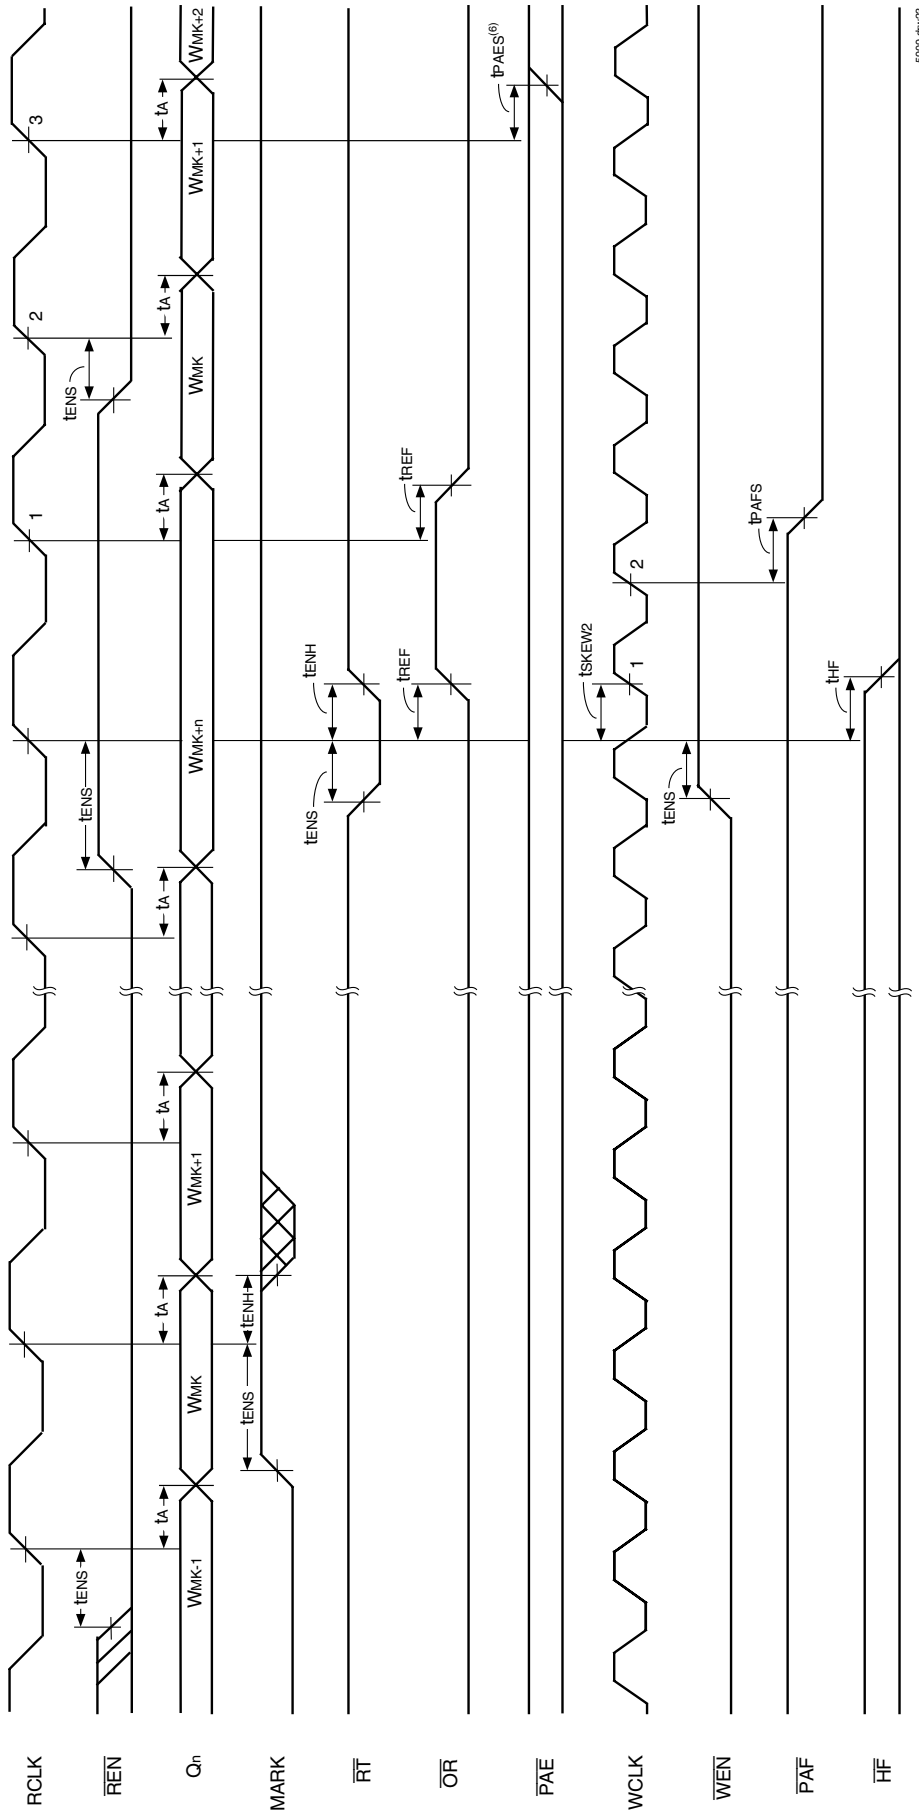 RCLK
1
2
3
REN
tENS
tENS
tENS
Qn
WMK-1
tA
WMK
tA
WMK+1
tA
tA
WMK+n
tA
WMK
tA
WMK+1
tA
WMK+2
MARK
tENS
tENH
RT
tENS
tENH
OR
tREF
tREF
PAE
tPAES(6)
WCLK
tSKEW2
1
2
WEN
tENS
PAF
tPAFS
HF
tHF